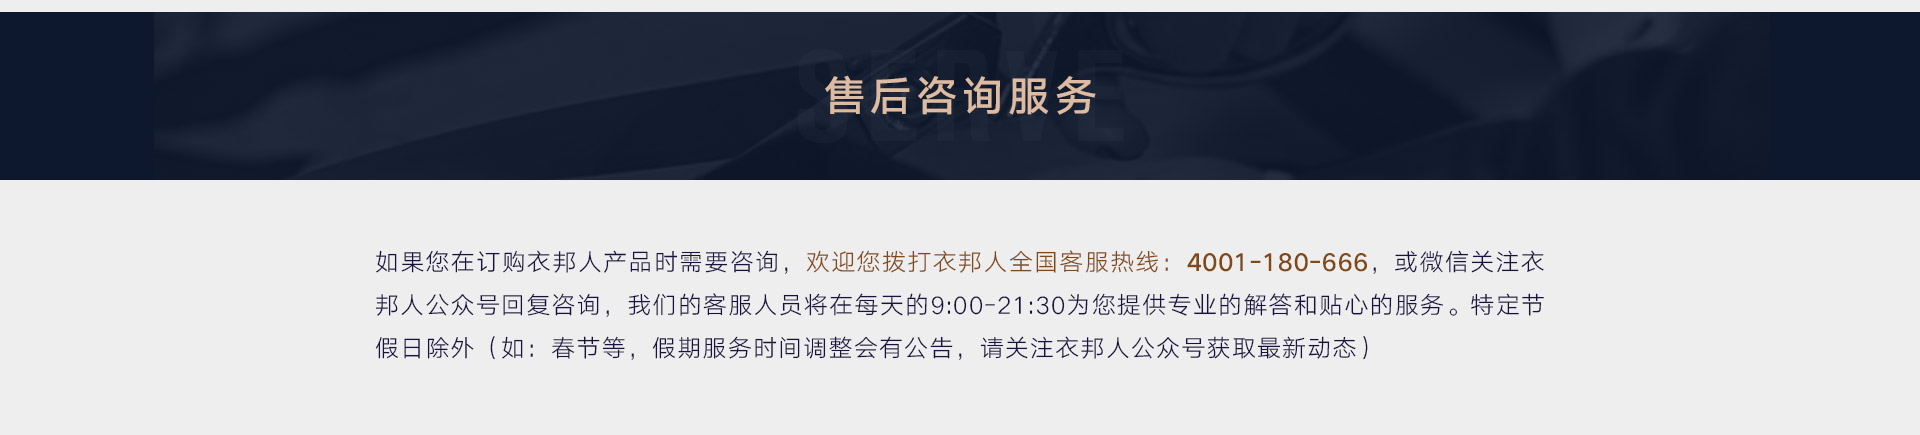 SERVE
售后咨询服务
如果您在订购衣邦人产品时需要咨询，欢迎您拨打衣邦人全国客服热线：4001-180-666，或微信关注衣
邦人公众号回复咨询，我们的客服人员将在每天的9:00-21:30为您提供专业的解答和贴心的服务。特定节
假日除外（如：春节等，假期服务时间调整会有公告，请关注衣邦人公众号获取最新动态）